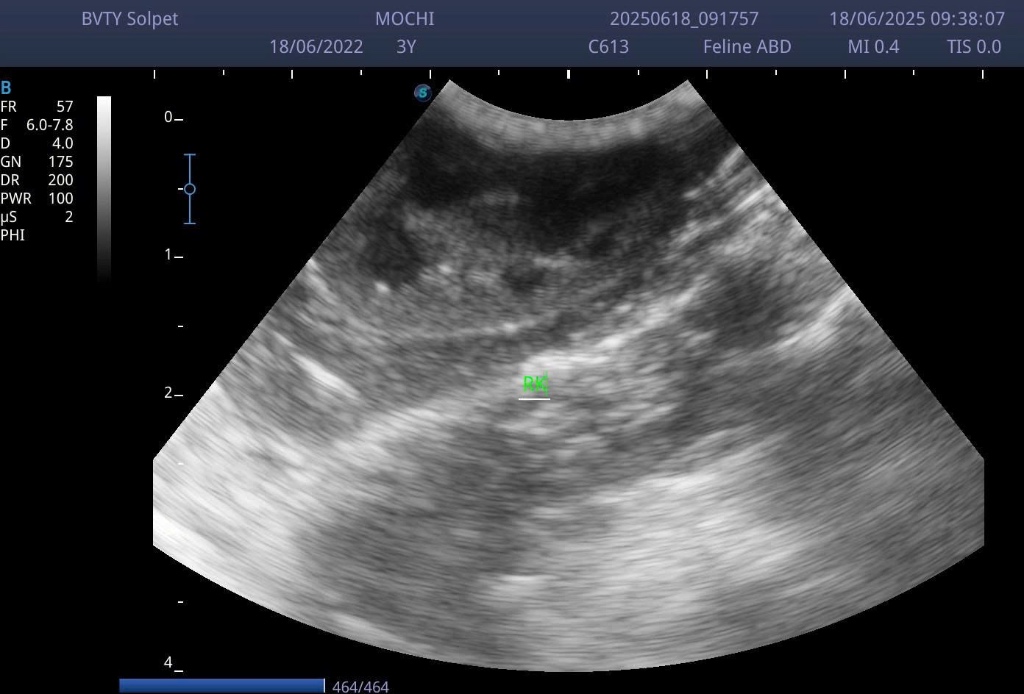 BVTY Solpet MOCHI 20250618_091757 18/06/2025 09:38:07
18/06/2022 3Y C613 Feline ABD MI 0.4 TIS 0.0
B
FR 57
F 6.0-7.8
D 4.0
GN 175
DR 200
PWR 100
µS 2
PHI
S
0
1
2
RK
4
464/464